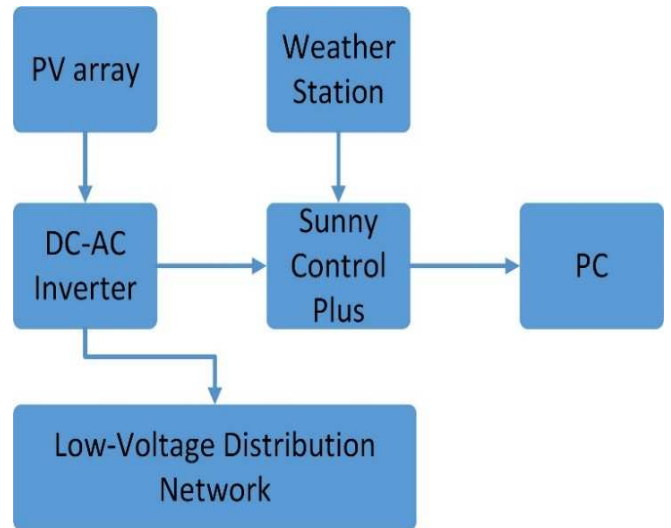 PV array
Weather
Station
DC-AC
Inverter
Sunny
Control
Plus
PC
Low-Voltage Distribution
Network